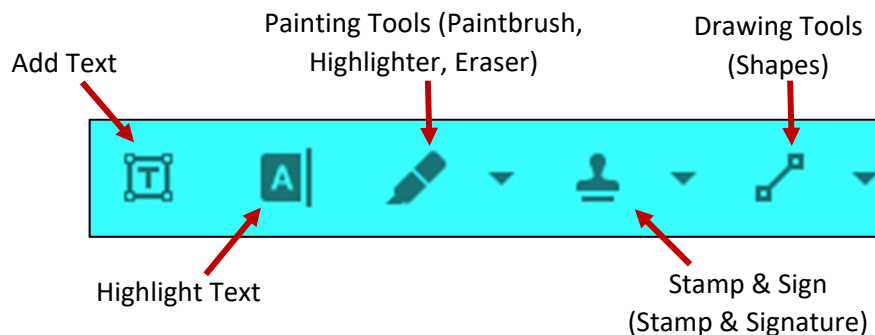 Painting Tools (Paintbrush,
Highlighter, Eraser)
Drawing Tools
(Shapes)
Add Text
T
A
Highlight Text
Stamp & Sign
(Stamp & Signature)